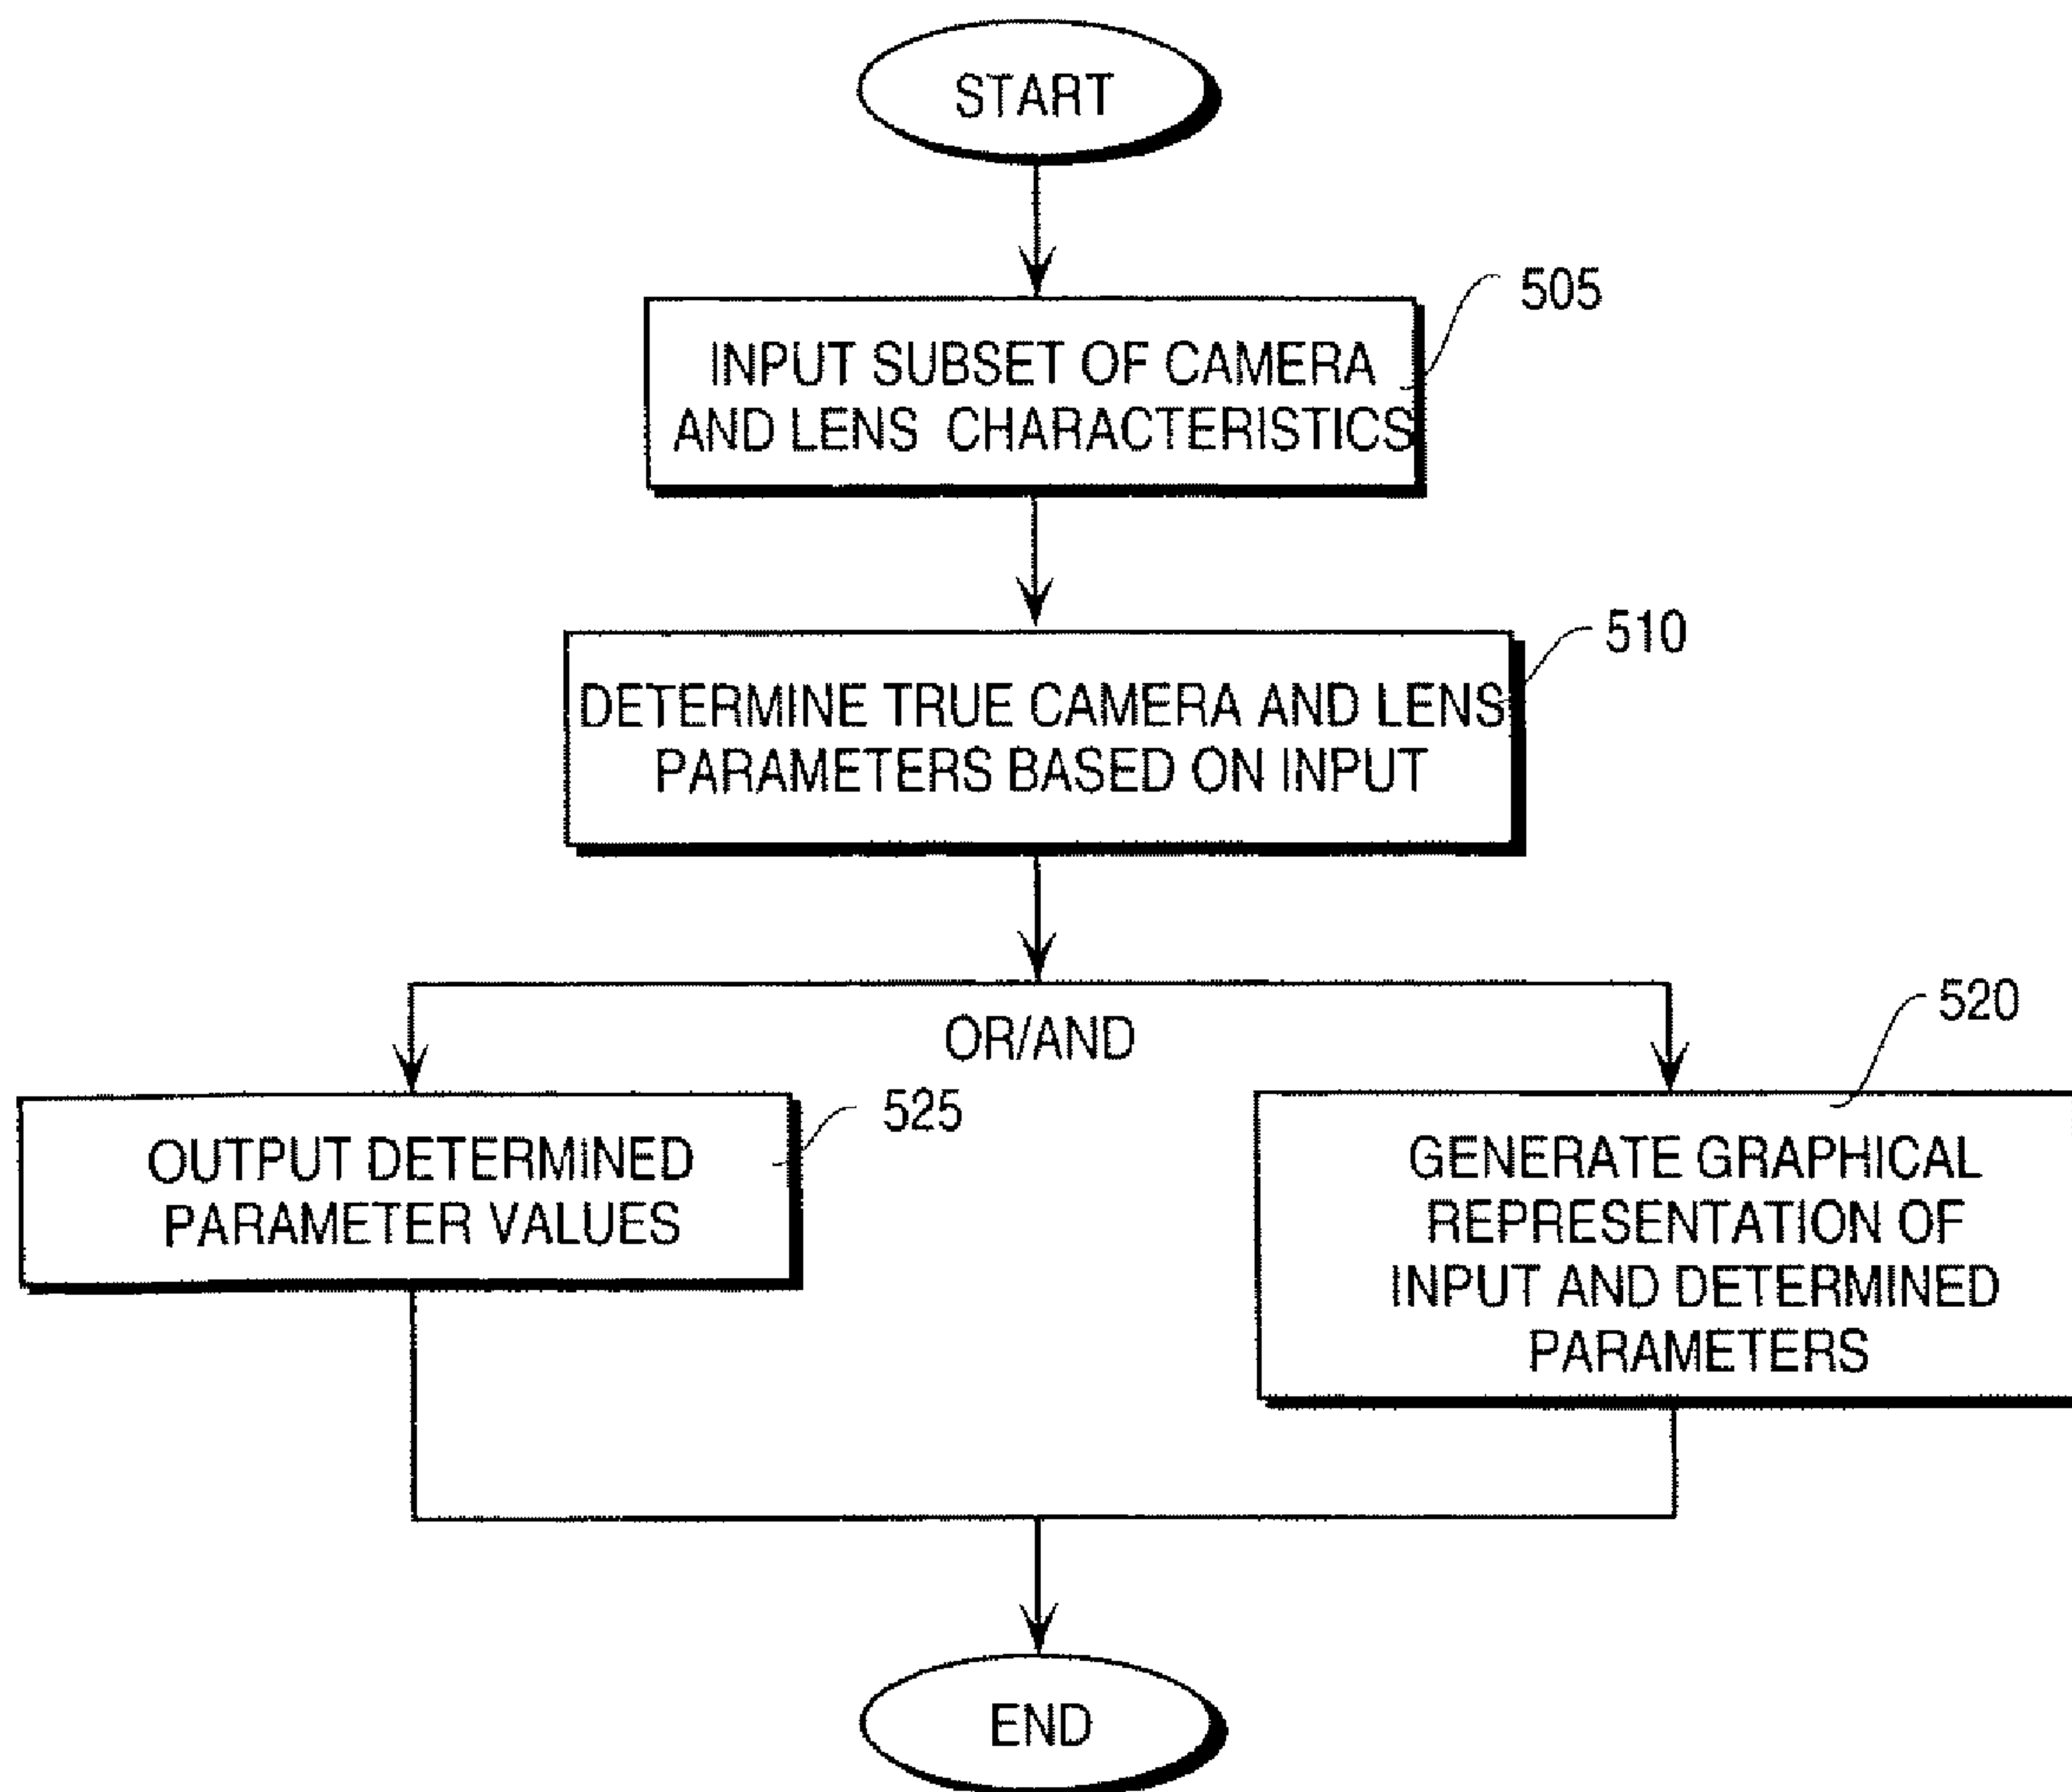 START
505
INPUT SUBSET OF CAMERA
AND LENS CHARACTERISTICS
510
DETERMINE TRUE CAMERA AND LENS
PARAMETERS BASED ON INPUT
OR/AND
525
OUTPUT DETERMINED
PARAMETER VALUES
520
GENERATE GRAPHICAL
REPRESENTATION OF
INPUT AND DETERMINED
PARAMETERS
END